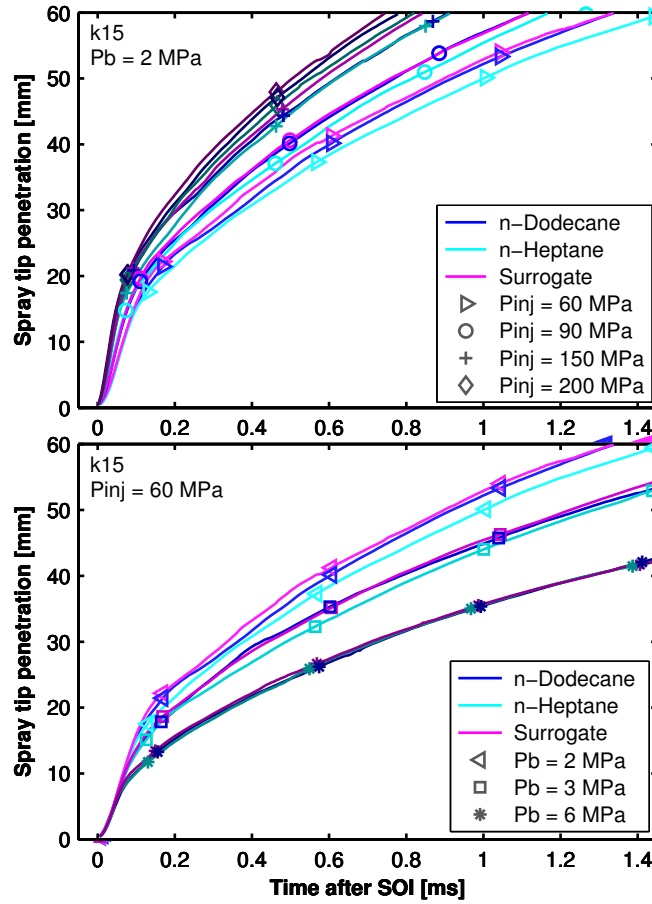 k15
Pb = 2 MPa
60
50
40
30
20
10
0
Spray tip penetration [mm]
n−Dodecane
n−Heptane
Surrogate
Pinj = 60 MPa
Pinj = 90 MPa
Pinj = 150 MPa
Pinj = 200 MPa
0 0.2 0.4 0.6 0.8 1 1.2 1.4
k15
Pinj = 60 MPa
60
50
40
30
20
10
0
Spray tip penetration [mm]
n−Dodecane
n−Heptane
Surrogate
Pb = 2 MPa
Pb = 3 MPa
Pb = 6 MPa
0 0.2 0.4 0.6 0.8 1 1.2 1.4
Time after SOI [ms]